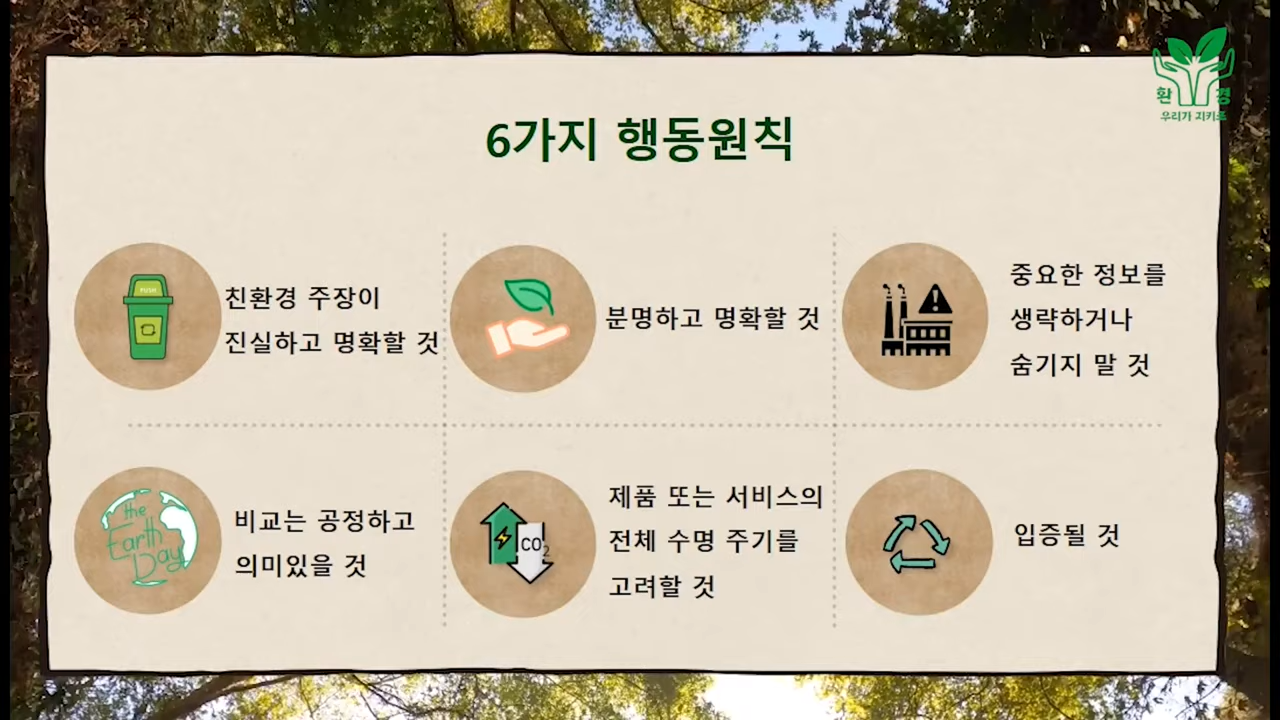 환 경
우리가 지키죠
6가지 행동원칙
PUSH
친환경 주장이
진실하고 명확할 것
분명하고 명확할 것
중요한 정보를
생략하거나
숨기지 말 것
the
Earth
Day
비교는 공정하고
의미있을 것
CO2
제품 또는 서비스의
전체 수명 주기를
고려할 것
입증될 것